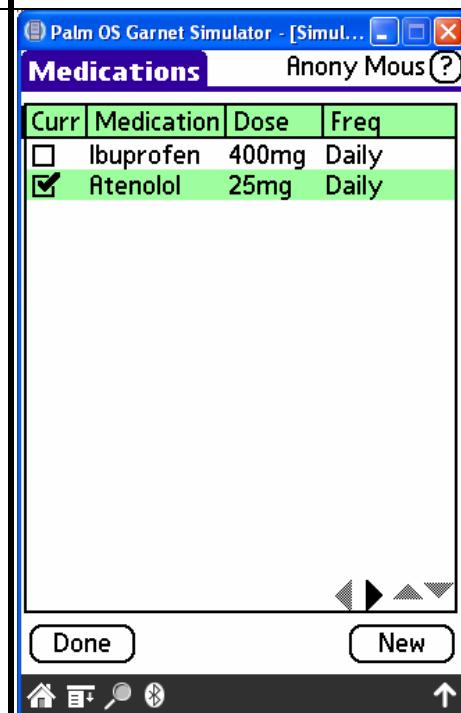 Palm OS Garnet Simulator - [Simul...
Medications Anony Mous ?
Curr Medication Dose Freq
Ibuprofen 400mg Daily
Atenolol 25mg Daily
Done New